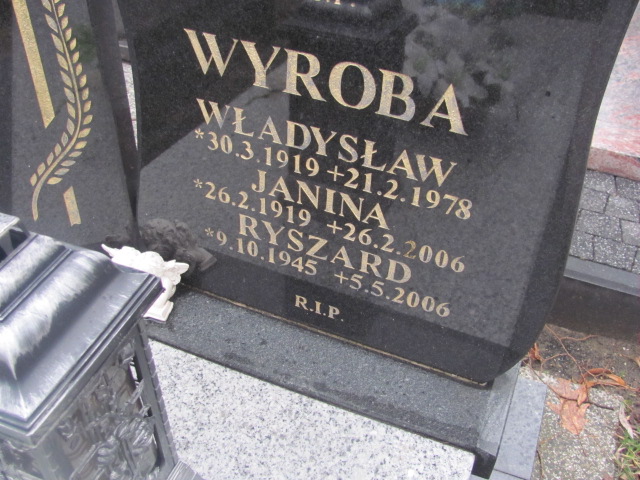 WYROBA
WŁADYSŁAW
*30.3.1919 +21.2.1978
JANINA
*26.2.1919 +26.2.2006
RYSZARD
*9.10.1945 +5.5.2006
R.I.P.